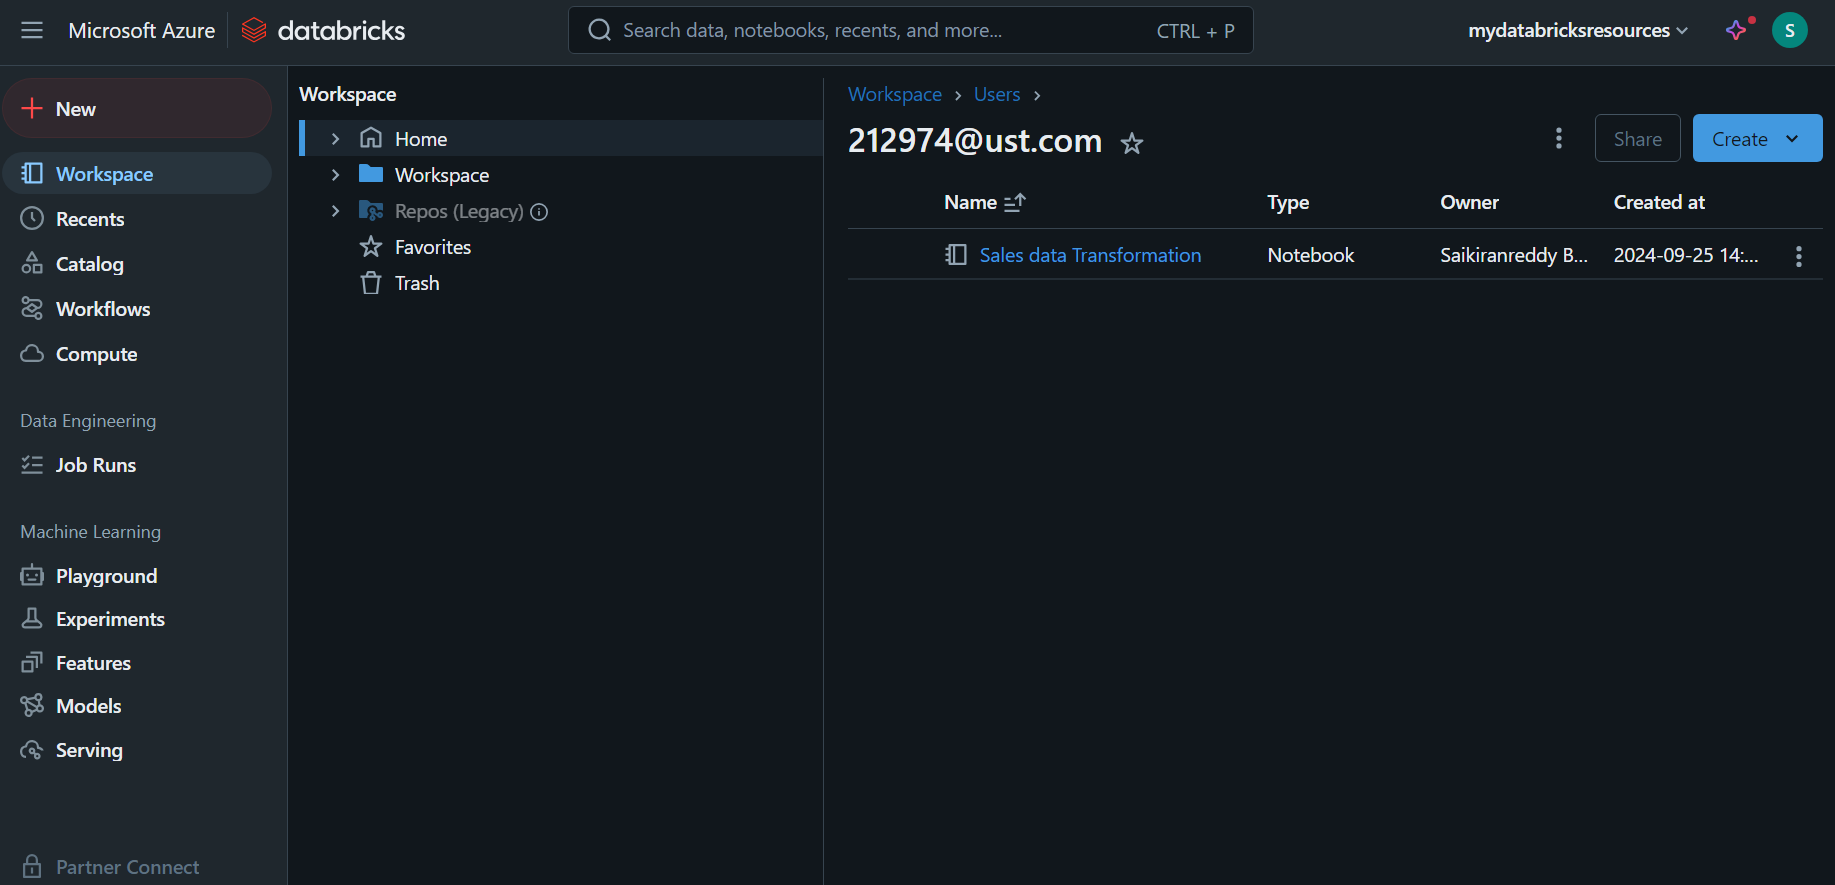 Microsoft Azure databricks
Search data, notebooks, recents, and more... CTRL + P
mydatabricksresources
S
New
Workspace
Recents
Catalog
Workflows
Compute
Data Engineering
Job Runs
Machine Learning
Playground
Experiments
Features
Models
Serving
Partner Connect
Workspace
Home
Workspace
Repos (Legacy)
Favorites
Trash
Workspace › Users ›
212974@ust.com
Share
Create
Name Type Owner Created at
Sales data Transformation Notebook Saikiranreddy B... 2024-09-25 14:...